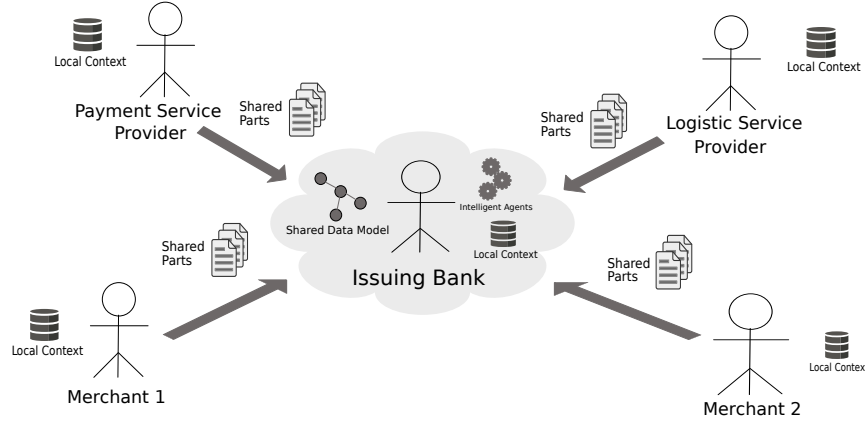 Local Context
Payment Service
Provider
Shared
Parts
Shared
Parts
Local Context
Logistic Service
Provider
Shared Data Model
Intelligent Agents
Local Context
Issuing Bank
Shared
Parts
Local Context
Merchant 1
Shared
Parts
Local Contex
Merchant 2